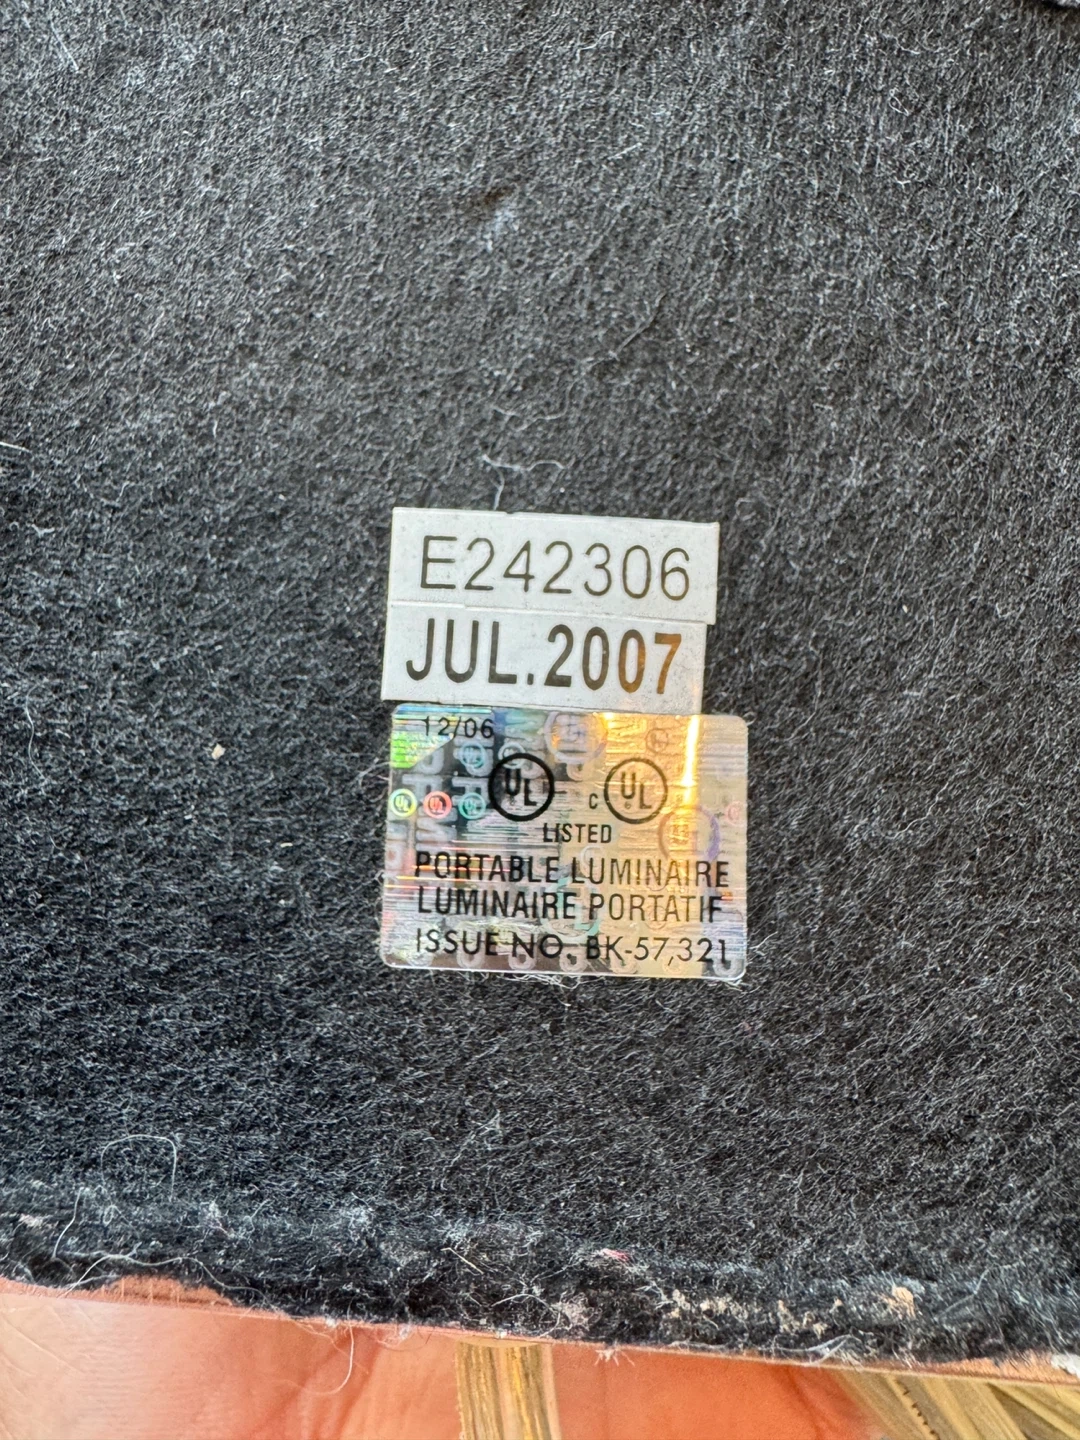 E242306
JUL.2007
12/06
UL C UL
LISTED
PORTABLE LUMINAIRE
LUMINAIRE PORTATIF
ISSUE NO. BK-57,321